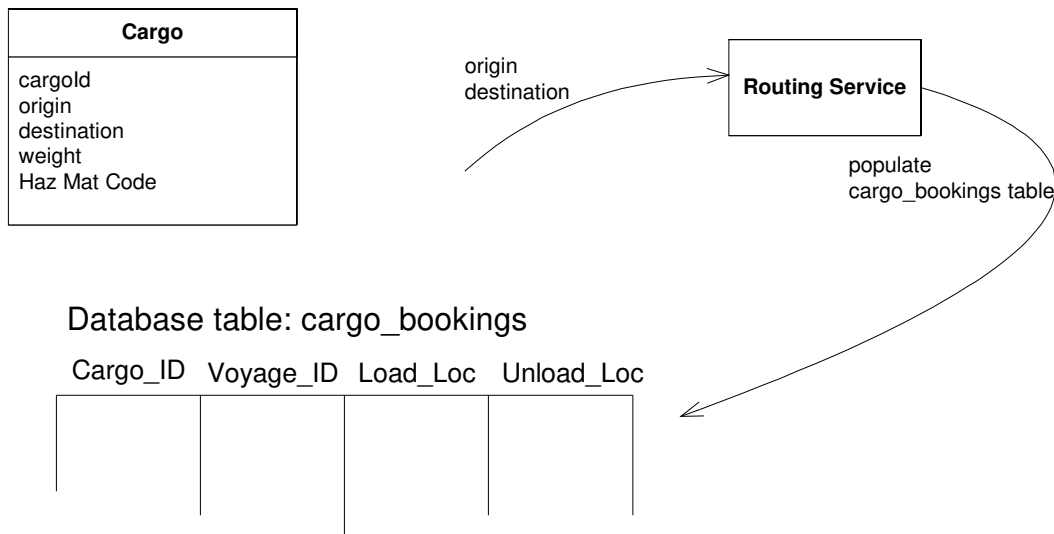 Cargo
cargoId
origin
destination
weight
Haz Mat Code
origin
destination
Routing Service
populate
cargo_bookings table
Database table: cargo_bookings
Cargo_ID Voyage_ID Load_Loc Unload_Loc